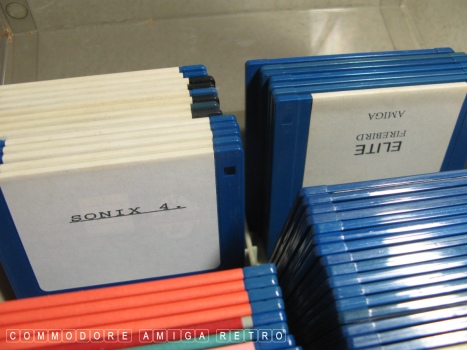 ELITE
FIREBIRD
AMIGA
SONIX 4.
COMMODORE AMIGA RETRO